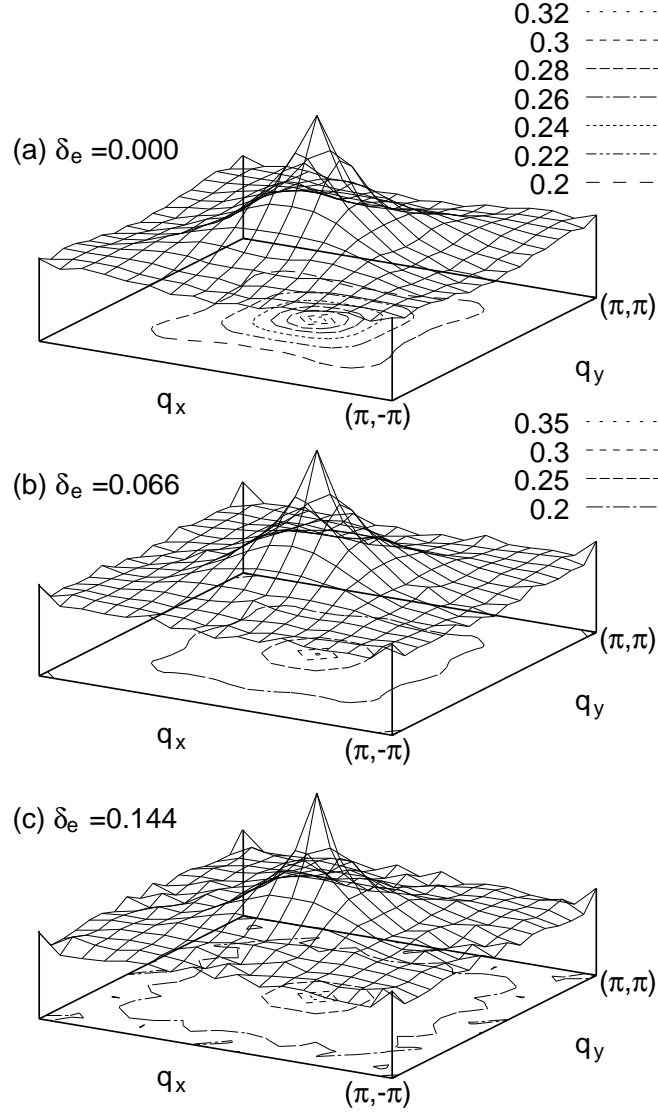 0.32
0.3
0.28
0.26
0.24
0.22
0.2
(a) δe =0.000
(π,π)
qy
qx
(π,-π)
0.35
0.3
0.25
0.2
(b) δe =0.066
(π,π)
qy
qx
(π,-π)
(c) δe =0.144
(π,π)
qy
qx
(π,-π)